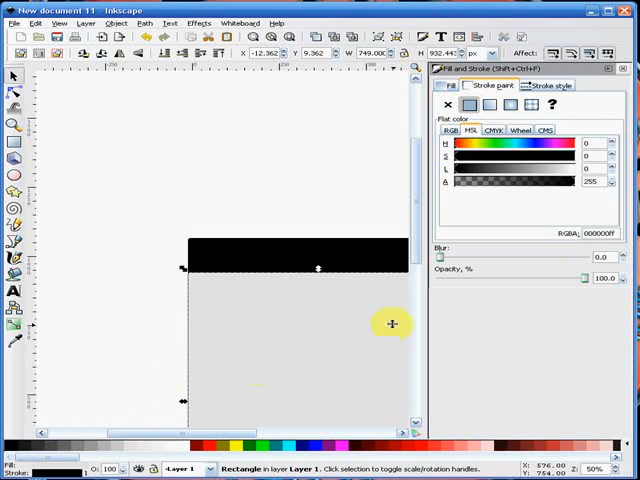 New document 11 - Inkscape
File Edit View Layer Object Path Text Effects Whiteboard Help
X -12.362 Y 9.362 W 749.000 H 932.443 px Affect:
Fill and Stroke (Shift+Ctrl+F)
Fill Stroke paint Stroke style
Flat color
RGB HSL CMYK Wheel CMS
H 0
S 0
L 0
A 255
RGBA: 000000ff
Blur:
0.0
Opacity, %
100.0
Fill:
Stroke:
O: 100
Layer 1
Rectangle in layer Layer 1. Click selection to toggle scale/rotation handles.
X: 576.00
Y: 754.00
Z: 50%